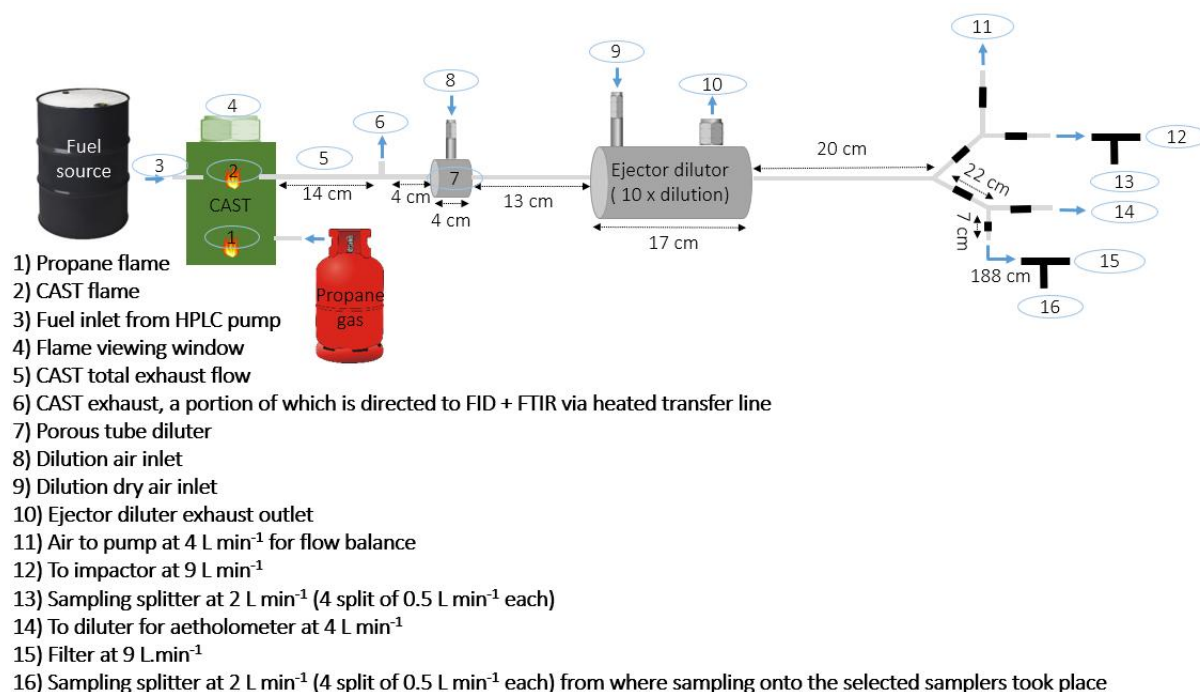 11
9
8
10
4
6
12
Fuel
source
3
2
5
7
Ejector dilutor
( 10 x dilution)
20 cm
13
CAST
14 cm
4 cm
13 cm
22 cm
14
4 cm
17 cm
7 cm
1
188 cm
15
16
Propane
gas
1) Propane flame
2) CAST flame
3) Fuel inlet from HPLC pump
4) Flame viewing window
5) CAST total exhaust flow
6) CAST exhaust, a portion of which is directed to FID + FTIR via heated transfer line
7) Porous tube diluter
8) Dilution air inlet
9) Dilution dry air inlet
10) Ejector diluter exhaust outlet
11) Air to pump at 4 L min⁻¹ for flow balance
12) To impactor at 9 L min⁻¹
13) Sampling splitter at 2 L min⁻¹ (4 split of 0.5 L min⁻¹ each)
14) To diluter for aetholometer at 4 L min⁻¹
15) Filter at 9 L.min⁻¹
16) Sampling splitter at 2 L min⁻¹ (4 split of 0.5 L min⁻¹ each) from where sampling onto the selected samplers took place